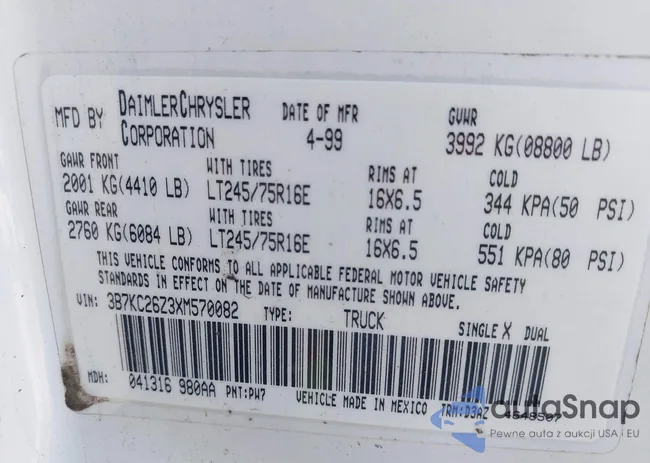 MFD BY DAIMLERCHRYSLER CORPORATION DATE OF MFR 4-99 GVWR 3992 KG(08800 LB)
GAWR FRONT WITH TIRES RIMS AT COLD
2001 KG(4410 LB) LT245/75R16E 16X6.5 344 KPA(50 PSI)
GAWR REAR WITH TIRES RIMS AT COLD
2760 KG(6084 LB) LT245/75R16E 16X6.5 551 KPA(80 PSI)
THIS VEHICLE CONFORMS TO ALL APPLICABLE FEDERAL MOTOR VEHICLE SAFETY
STANDARDS IN EFFECT ON THE DATE OF MANUFACTURE SHOWN ABOVE.
VIN: 3B7KC26Z3XM570082 TYPE: TRUCK SINGLE X DUAL
MDH: 041316 980AA PNT:PW7 VEHICLE MADE IN MEXICO TRM:D3AZ
autoSnap
Pewne auta z aukcji USA i EU